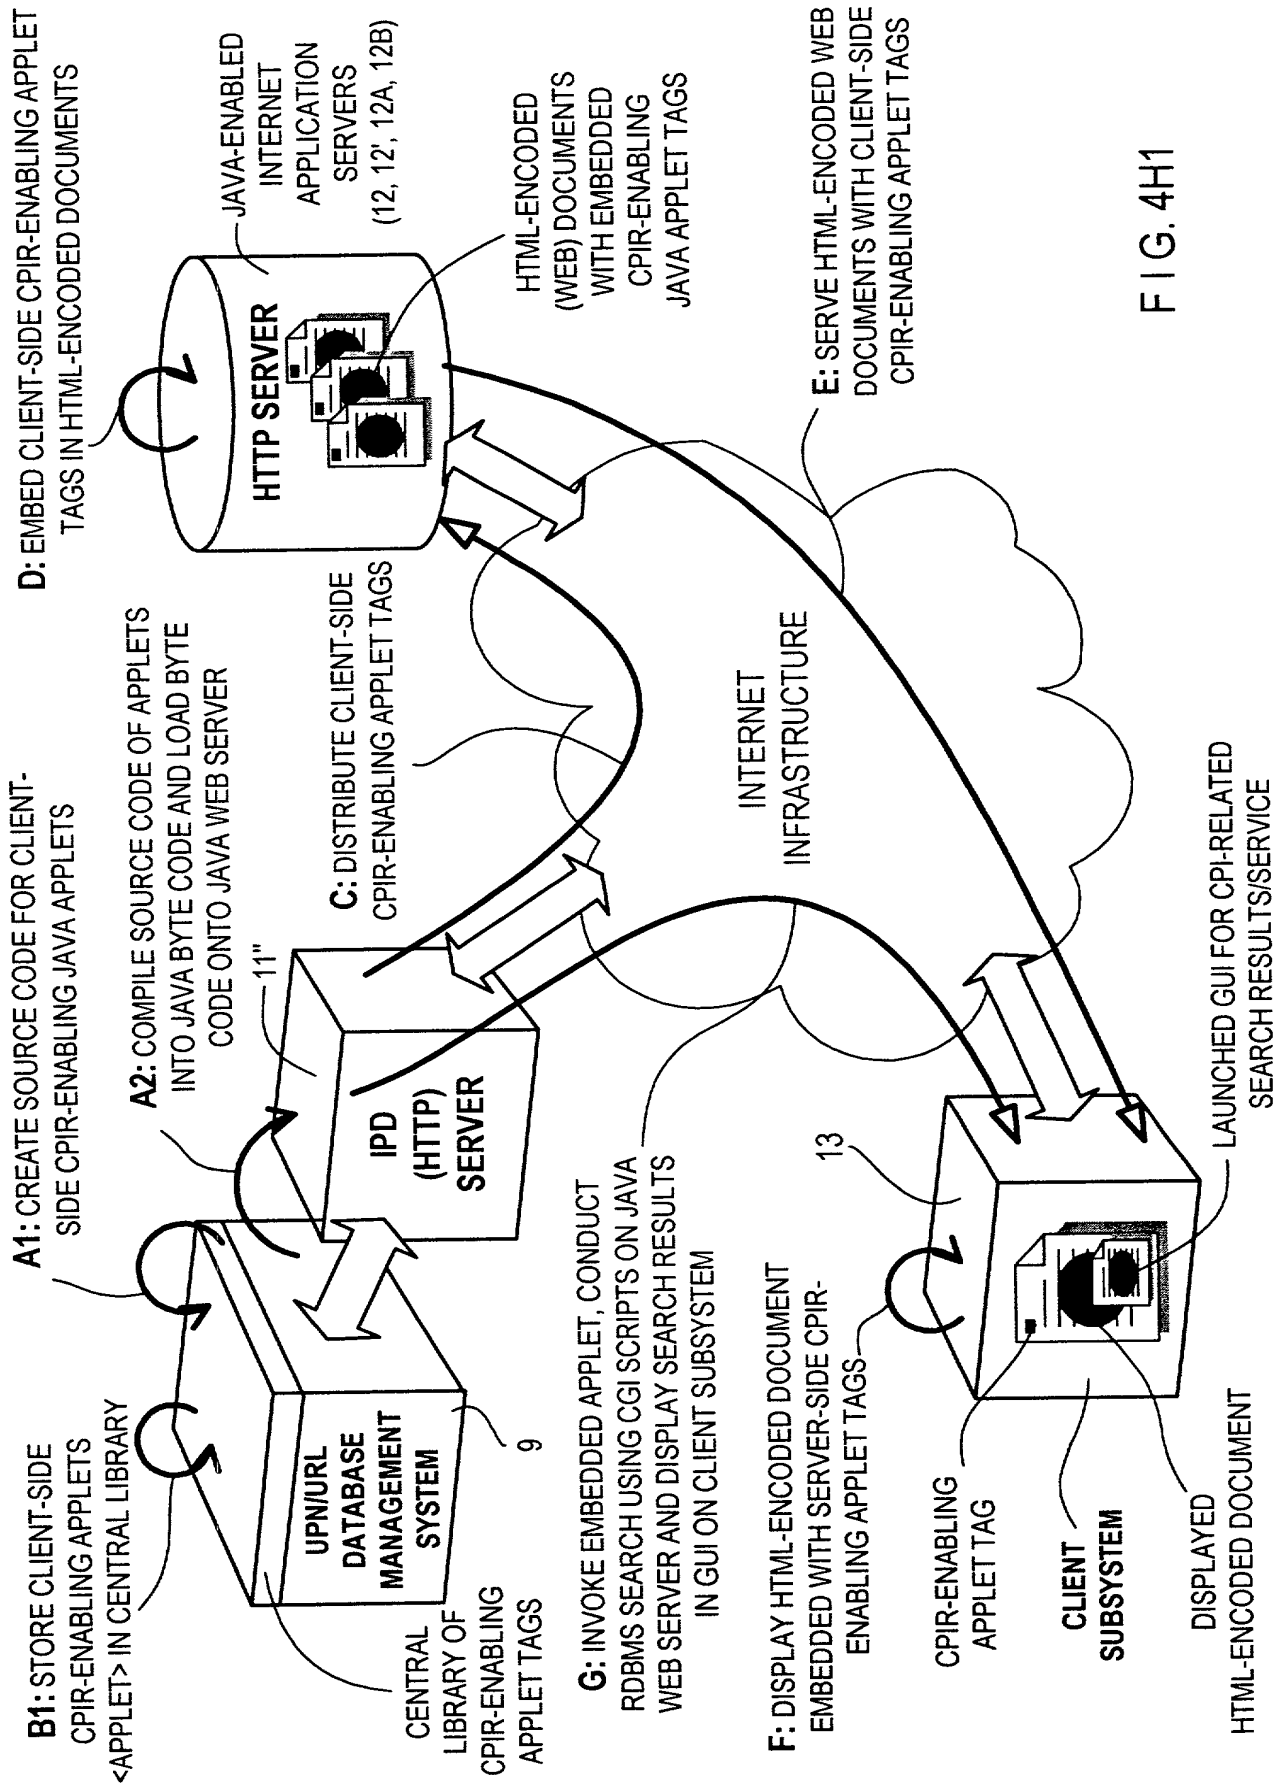 B1: STORE CLIENT-SIDE
CPIR-ENABLING APPLETS
<APPLET> IN CENTRAL LIBRARY
A1: CREATE SOURCE CODE FOR CLIENT-
SIDE CPIR-ENABLING JAVA APPLETS
A2: COMPILE SOURCE CODE OF APPLETS
INTO JAVA BYTE CODE AND LOAD BYTE
CODE ONTO JAVA WEB SERVER
D: EMBED CLIENT-SIDE CPIR-ENABLING APPLET
TAGS IN HTML-ENCODED DOCUMENTS
JAVA-ENABLED
INTERNET
APPLICATION
SERVERS
(12, 12', 12A, 12B)
HTTP SERVER
HTML-ENCODED
(WEB) DOCUMENTS
WITH EMBEDDED
CPIR-ENABLING
JAVA APPLET TAGS
C: DISTRIBUTE CLIENT-SIDE
CPIR-ENABLING APPLET TAGS
11"
IPD
(HTTP)
SERVER
UPN/URL
DATABASE
MANAGEMENT
SYSTEM
9
CENTRAL
LIBRARY OF
CPIR-ENABLING
APPLET TAGS
G: INVOKE EMBEDDED APPLET, CONDUCT
RDBMS SEARCH USING CGI SCRIPTS ON JAVA
WEB SERVER AND DISPLAY SEARCH RESULTS
IN GUI ON CLIENT SUBSYSTEM
INTERNET
INFRASTRUCTURE
E: SERVE HTML-ENCODED WEB
DOCUMENTS WITH CLIENT-SIDE
CPIR-ENABLING APPLET TAGS
F: DISPLAY HTML-ENCODED DOCUMENT
EMBEDDED WITH SERVER-SIDE CPIR-
ENABLING APPLET TAGS
13
CPIR-ENABLING
APPLET TAG
CLIENT
SUBSYSTEM
DISPLAYED
HTML-ENCODED DOCUMENT
LAUNCHED GUI FOR CPI-RELATED
SEARCH RESULTS/SERVICE
FIG. 4H1